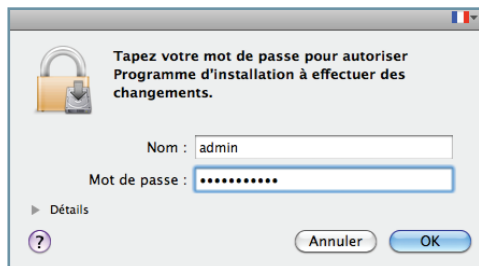 Tapez votre mot de passe pour autoriser
Programme d'installation à effectuer des
changements.
Nom : admin
Mot de passe : •••••••••••
Détails
? Annuler OK